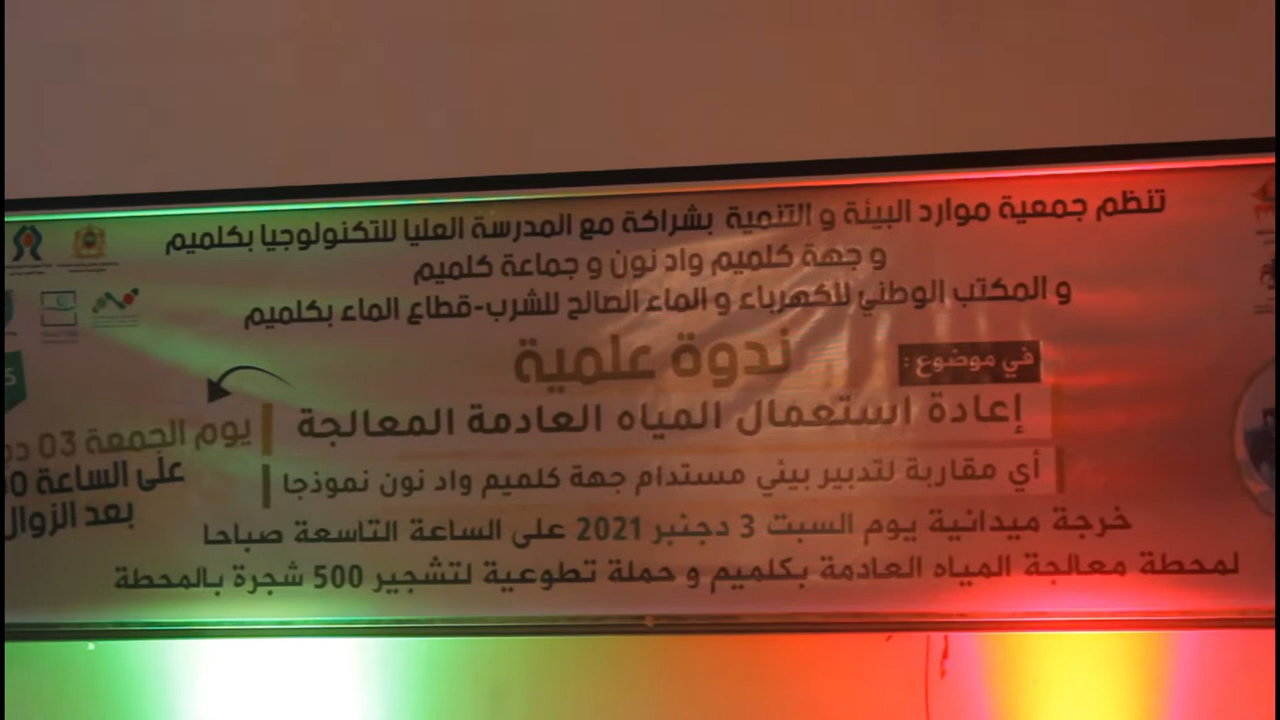 تنظم جمعية موارد البيئة و التنمية بشراكة مع المدرسة العليا للتكنولوجيا بكلميم
و جهة كلميم واد نون و جماعة كلميم
و المكتب الوطني للكهرباء و الماء الصالح للشرب-قطاع الماء بكلميم
ندوة علمية
في موضوع :
إعادة استعمال المياه العادمة المعالجة
أي مقاربة لتدبير بيئي مستدام جهة كلميم واد نون نموذجا
يوم الجمعة 03
على الساعة
بعد الزوال
خرجة ميدانية يوم السبت 3 دجنبر 2021 على الساعة التاسعة صباحا
لمحطة معالجة المياه العادمة بكلميم و حملة تطوعية لتشجير 500 شجرة بالمحطة